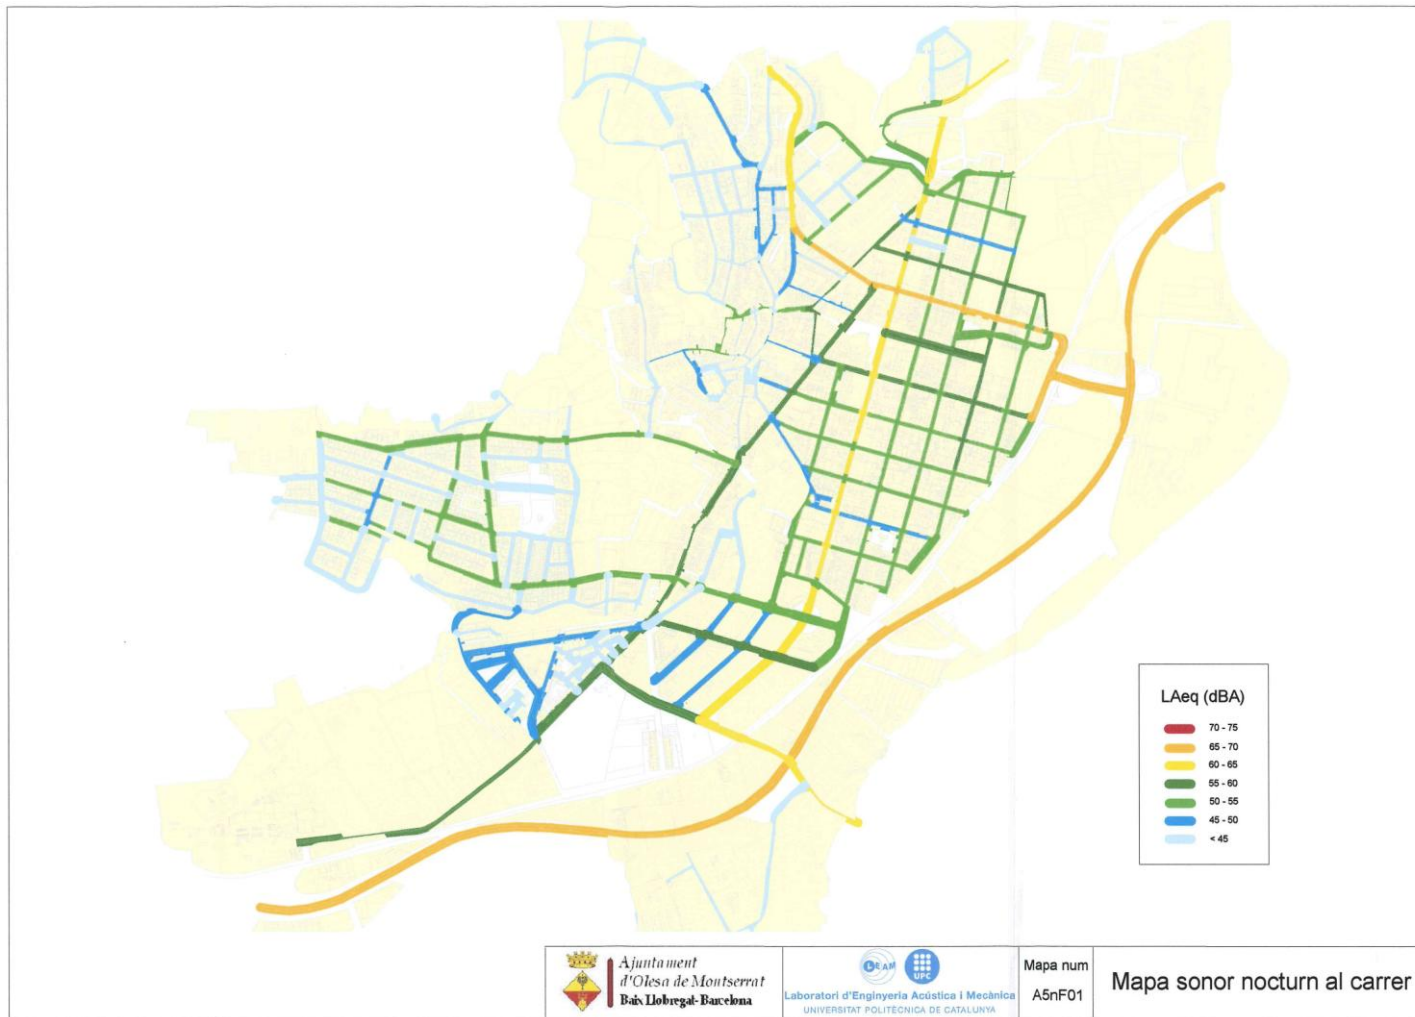 LAeq (dBA)
70 - 75
65 - 70
60 - 65
55 - 60
50 - 55
45 - 50
< 45
Ajuntament
d'Olesa de Montserrat
Baix Llobregat- Barcelona
LEAM
UPC
Laboratori d'Enginyeria Acústica i Mecànica
UNIVERSITAT POLITÈCNICA DE CATALUNYA
Mapa num
A5nF01
Mapa sonor nocturn al carrer